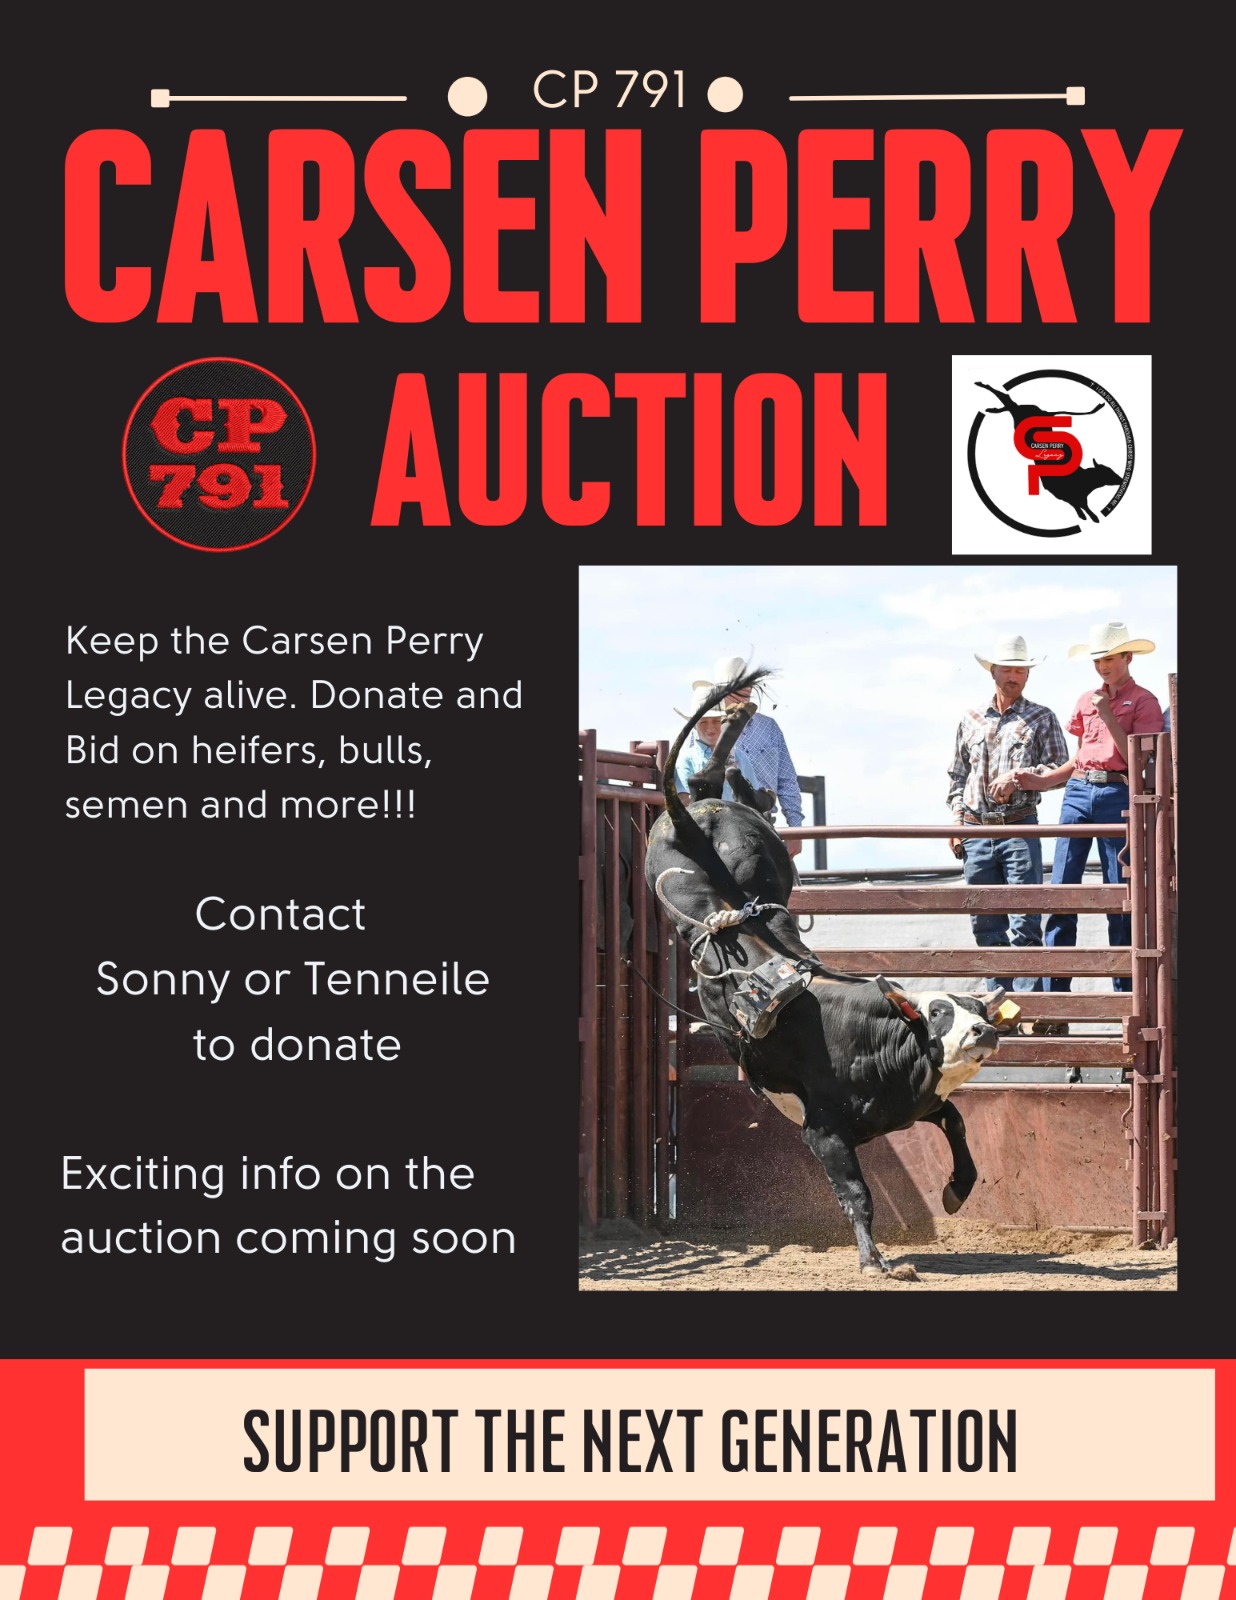 CP 791
CARSEN PERRY
AUCTION
CP
791
CARSEN PERRY
Legacy
Keep the Carsen Perry
Legacy alive. Donate and
Bid on heifers, bulls,
semen and more!!!
Contact
Sonny or Tenneile
to donate
Exciting info on the
auction coming soon
SUPPORT THE NEXT GENERATION